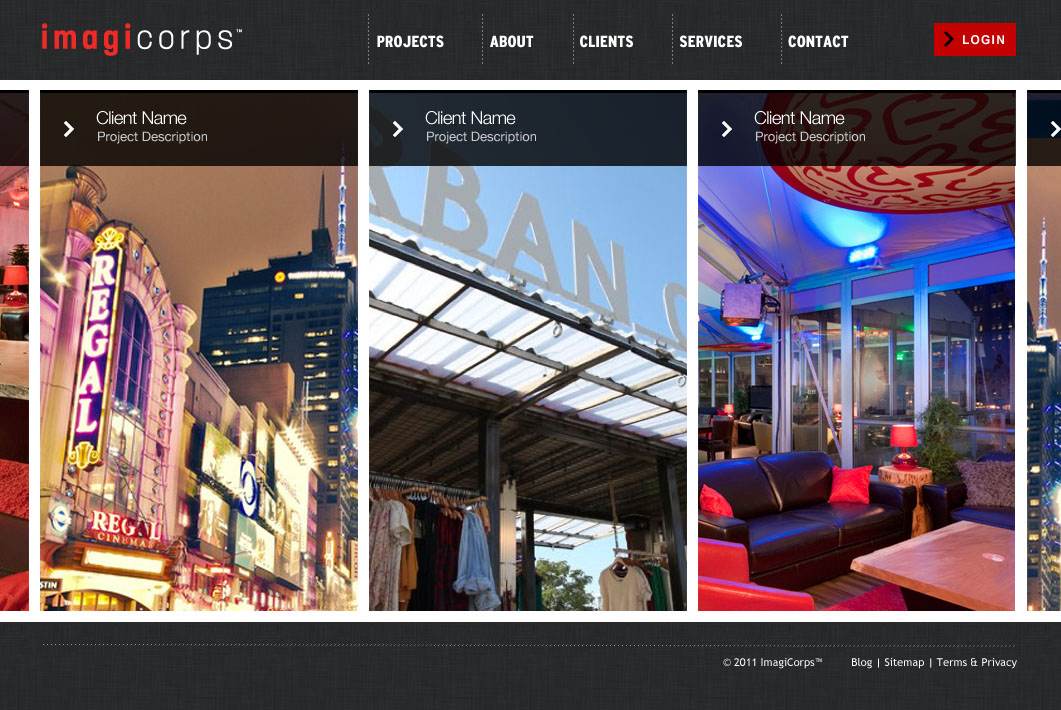 imagicorps™
PROJECTS
ABOUT
CLIENTS
SERVICES
CONTACT
LOGIN
Client Name
Project Description
Client Name
Project Description
Client Name
Project Description
REGAL
REGAL
CINEMAS
BAN
© 2011 ImagiCorps™
Blog | Sitemap | Terms & Privacy